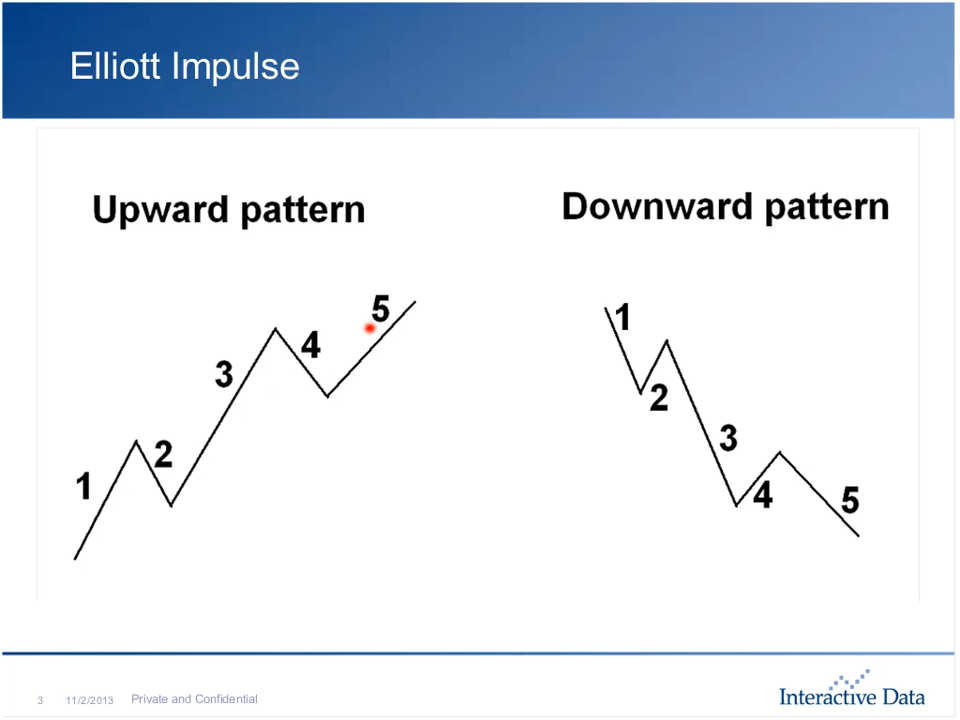 Elliott Impulse
Upward pattern
Downward pattern
1
2
3
4
5
1
2
3
4
5
3 11/2/2013 Private and Confidential
Interactive Data